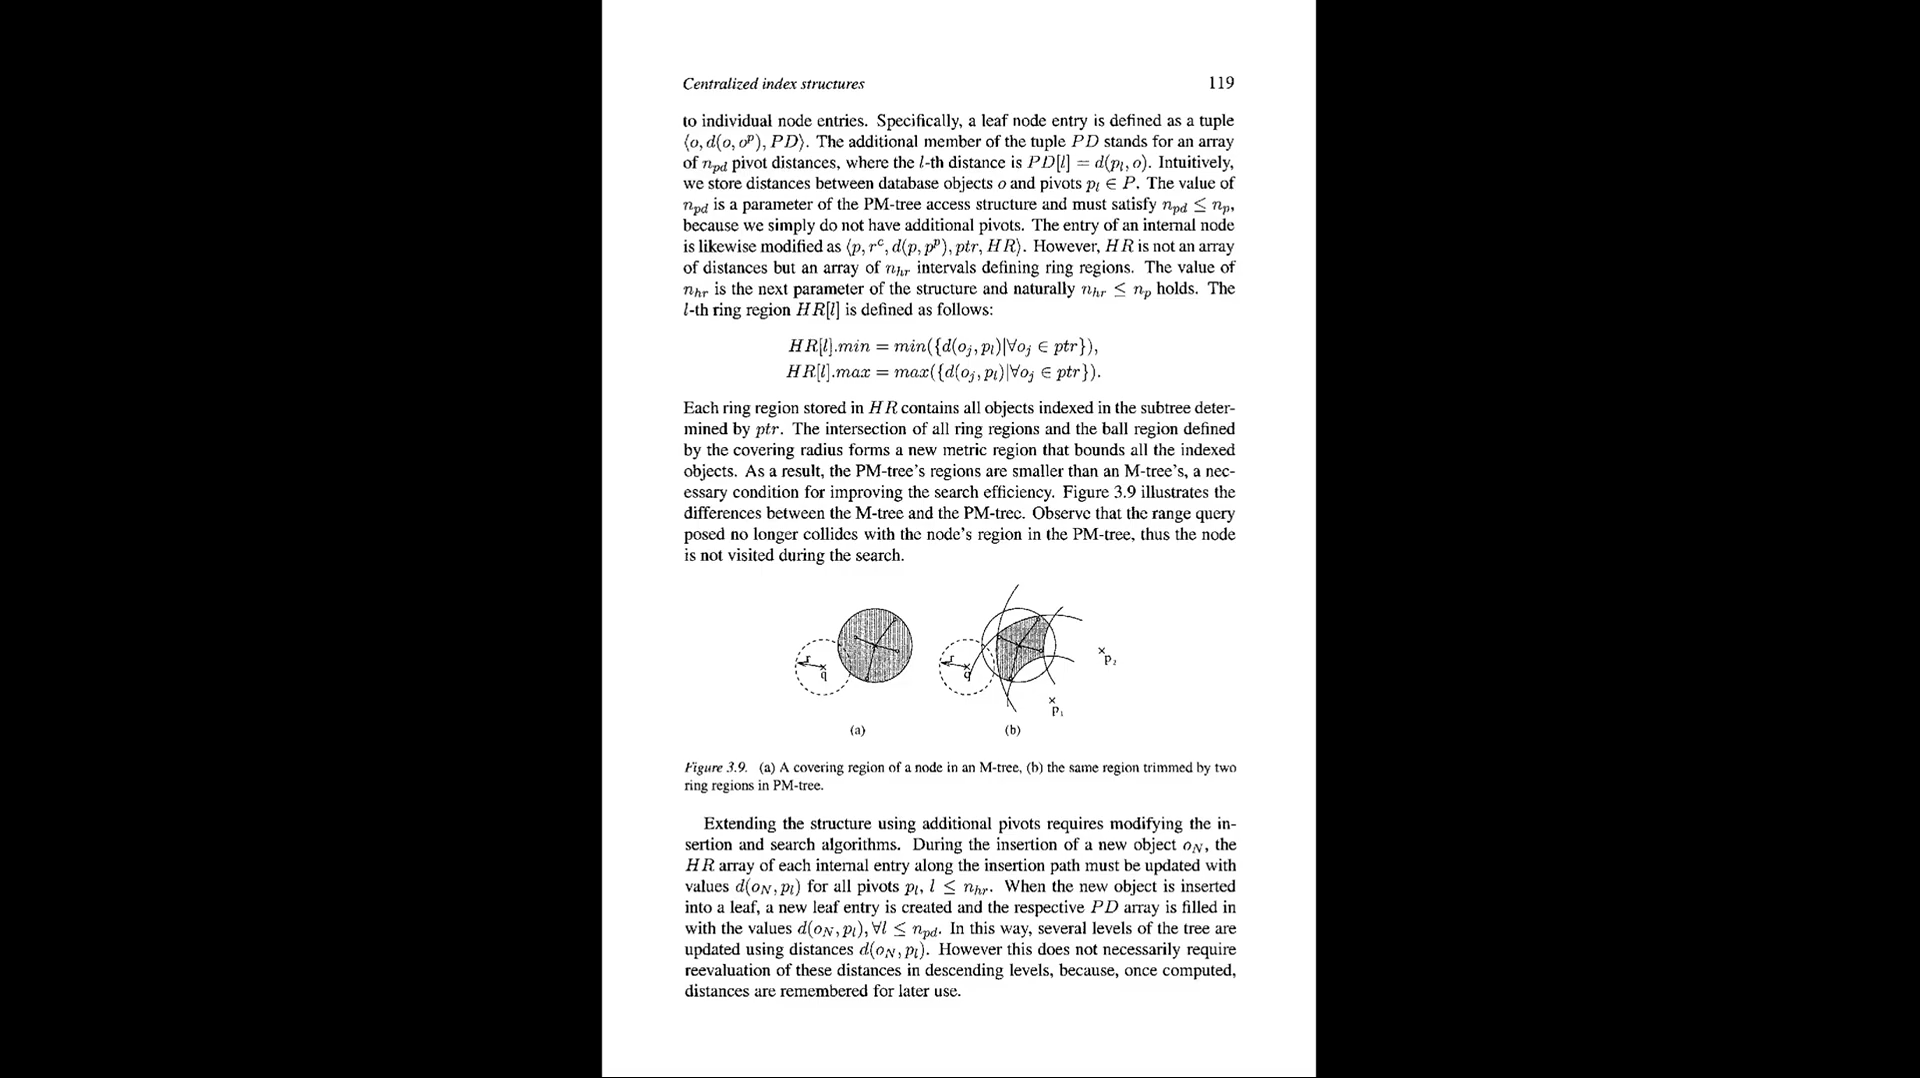 Centralized index structures 119
to individual node entries. Specifically, a leaf node entry is defined as a tuple
⟨o, d(o, oᵖ), PD⟩. The additional member of the tuple PD stands for an array
of n_pd pivot distances, where the l-th distance is PD[l] = d(p_l, o). Intuitively,
we store distances between database objects o and pivots p_l ∈ P. The value of
n_pd is a parameter of the PM-tree access structure and must satisfy n_pd ≤ n_p,
because we simply do not have additional pivots. The entry of an internal node
is likewise modified as ⟨p, rᶜ, d(p, pᵖ), ptr, HR⟩. However, HR is not an array
of distances but an array of n_hr intervals defining ring regions. The value of
n_hr is the next parameter of the structure and naturally n_hr ≤ n_p holds. The
l-th ring region HR[l] is defined as follows:
HR[l].min = min({d(o_j, p_l)|∀o_j ∈ ptr}),
HR[l].max = max({d(o_j, p_l)|∀o_j ∈ ptr}).
Each ring region stored in HR contains all objects indexed in the subtree deter-
mined by ptr. The intersection of all ring regions and the ball region defined
by the covering radius forms a new metric region that bounds all the indexed
objects. As a result, the PM-tree's regions are smaller than an M-tree's, a nec-
essary condition for improving the search efficiency. Figure 3.9 illustrates the
differences between the M-tree and the PM-tree. Observe that the range query
posed no longer collides with the node's region in the PM-tree, thus the node
is not visited during the search.
r q r q p₂ p₁
(a) (b)
Figure 3.9. (a) A covering region of a node in an M-tree, (b) the same region trimmed by two
ring regions in PM-tree.
Extending the structure using additional pivots requires modifying the in-
sertion and search algorithms. During the insertion of a new object o_N, the
HR array of each internal entry along the insertion path must be updated with
values d(o_N, p_l) for all pivots p_l, l ≤ n_hr. When the new object is inserted
into a leaf, a new leaf entry is created and the respective PD array is filled in
with the values d(o_N, p_l), ∀l ≤ n_pd. In this way, several levels of the tree are
updated using distances d(o_N, p_l). However this does not necessarily require
reevaluation of these distances in descending levels, because, once computed,
distances are remembered for later use.